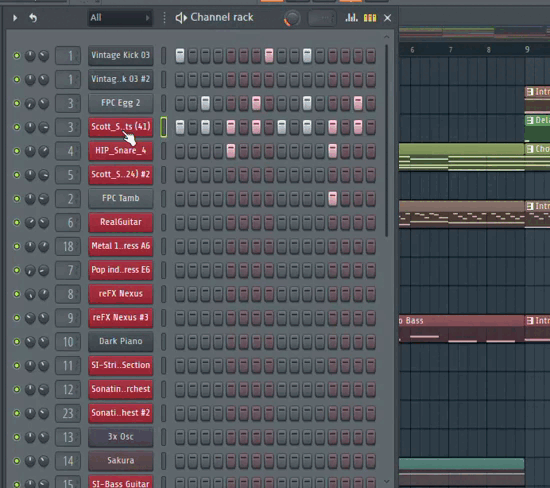 All
Channel rack
6 7 8 9
1 Vintage Kick 03
1 Vintag..k 03 #2
3 FPC Egg 2
Intr
3 Scott_S..ts (41)
Dela
4 HIP_Snare_4
Cho
5 Scott_S...24) #2
2 FPC Tamb
Intr
6 RealGuitar
18 Metal 1...ress A6
7 Pop ind..ress E6
8 reFX Nexus
9 reFX Nexus #3
o Bass
Intr
10 Dark Piano
11 SI-Stri..Section
12 Sonatin...rchest
23 Sonati...hest #2
13 3x Osc
14 Sakura
15 SI-Bass Guitar